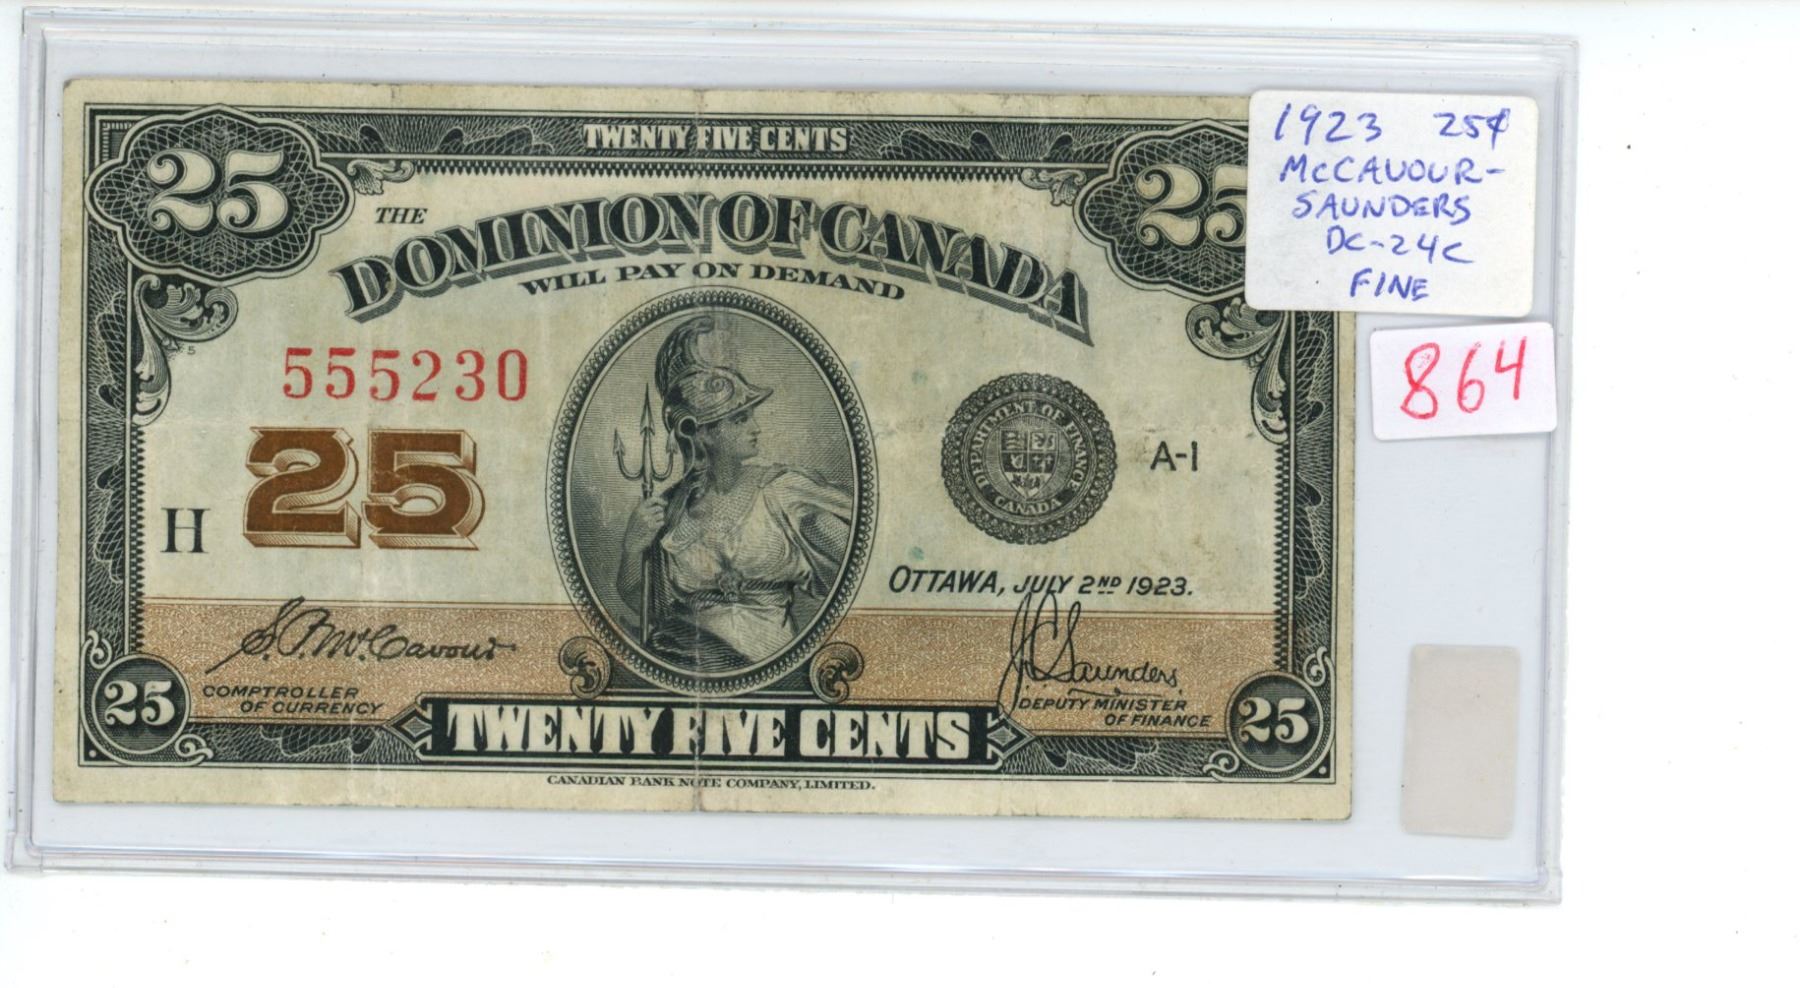 25
TWENTY FIVE CENTS
25
THE
DOMINION OF CANADA
WILL PAY ON DEMAND
555230
25
H
DEPARTMENT OF FINANCE
CANADA
A-1
OTTAWA, JULY 2ND 1923.
S.P. McCavour
COMPTROLLER
OF CURRENCY
J.C. Saunders
DEPUTY MINISTER
OF FINANCE
25
TWENTY FIVE CENTS
25
CANADIAN BANK NOTE COMPANY, LIMITED.
1923 25¢
McCAVOUR-
SAUNDERS
DC-24c
FINE
864